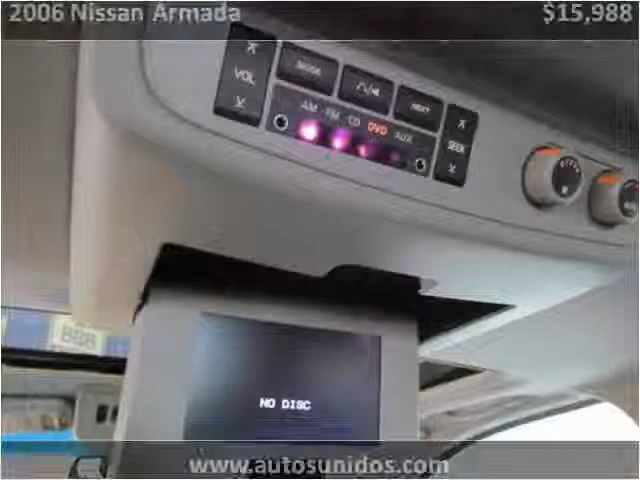 2006 Nissan Armada
$15,988
VOL
MODE
NEXT
AM FM CD DVD AUX
SEEK
NO DISC
www.autosunidos.com